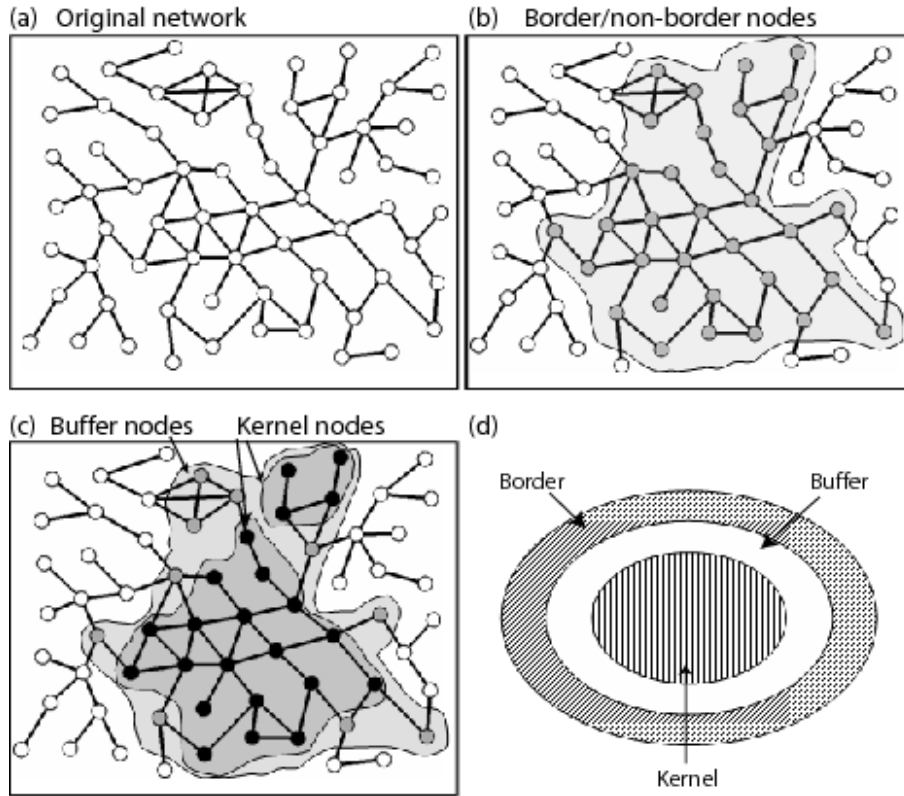 (a) Original network
(b) Border/non-border nodes
(c) Buffer nodes Kernel nodes
(d)
Border
Buffer
Kernel